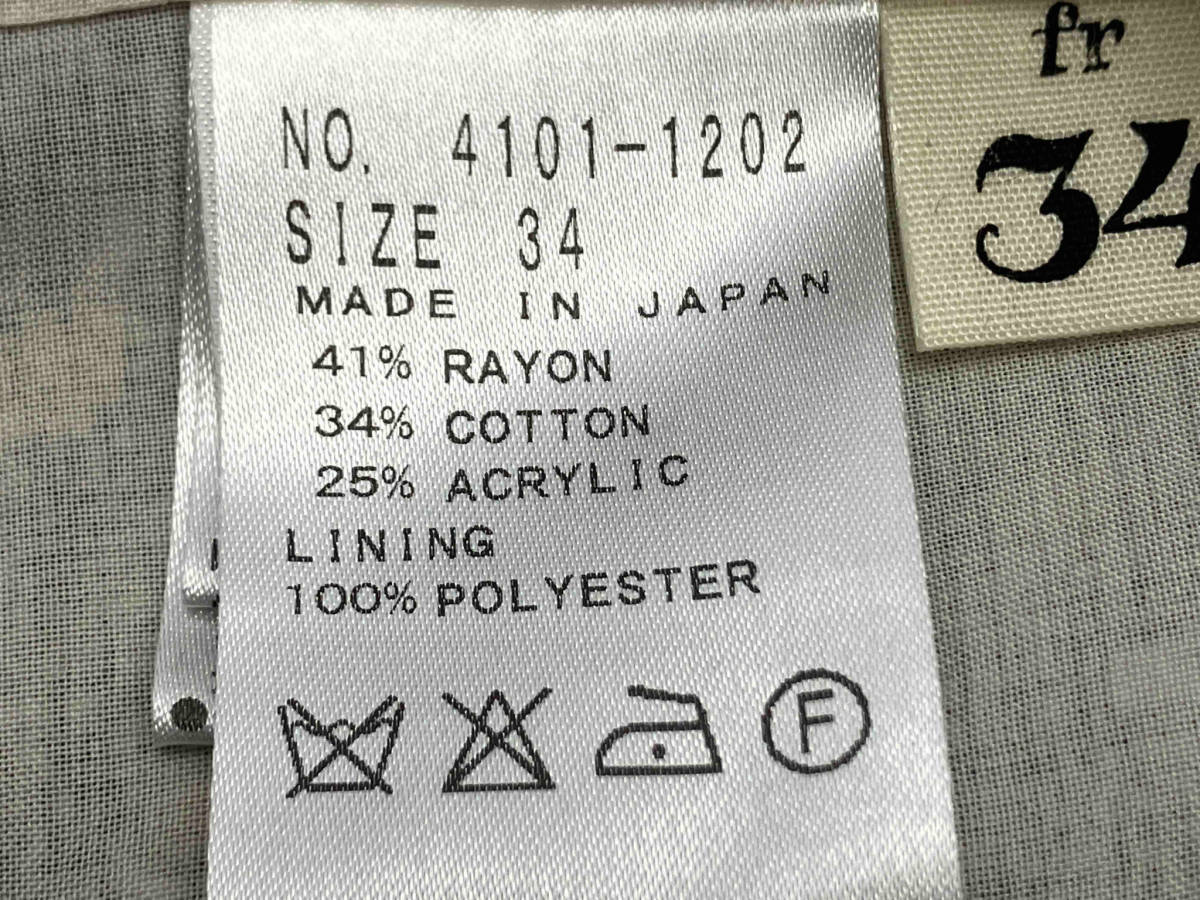 NO. 4101-1202
SIZE 34
MADE IN JAPAN
41% RAYON
34% COTTON
25% ACRYLIC
LINING
100% POLYESTER
F
fr
34